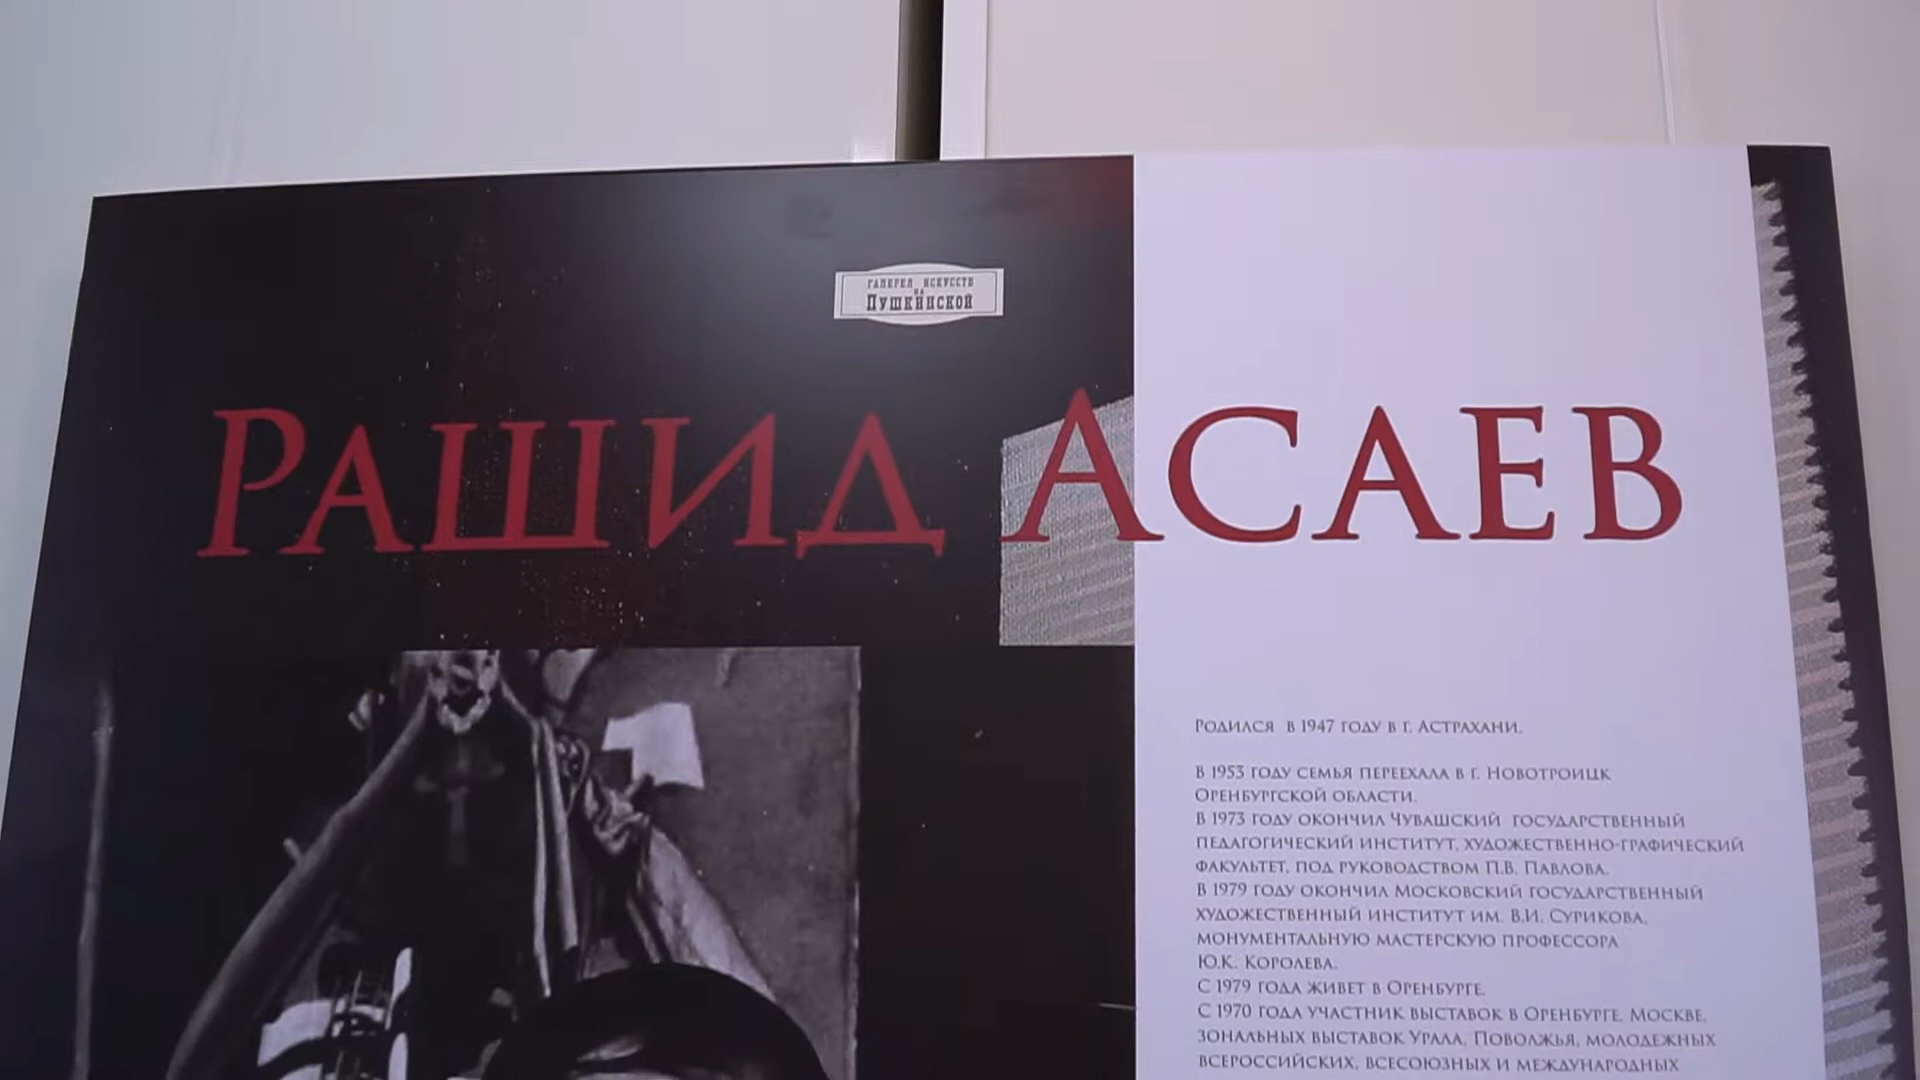 ГАЛЕРЕЯ ИСКУССТВ
НА
ПУШКИНСКОЙ
РАШИД АСАЕВ
РОДИЛСЯ В 1947 ГОДУ В Г. АСТРАХАНИ.
В 1953 ГОДУ СЕМЬЯ ПЕРЕЕХАЛА В Г. НОВОТРОИЦК
ОРЕНБУРГСКОЙ ОБЛАСТИ.
В 1973 ГОДУ ОКОНЧИЛ ЧУВАШСКИЙ ГОСУДАРСТВЕННЫЙ
ПЕДАГОГИЧЕСКИЙ ИНСТИТУТ, ХУДОЖЕСТВЕННО-ГРАФИЧЕСКИЙ
ФАКУЛЬТЕТ, ПОД РУКОВОДСТВОМ П.В. ПАВЛОВА.
В 1979 ГОДУ ОКОНЧИЛ МОСКОВСКИЙ ГОСУДАРСТВЕННЫЙ
ХУДОЖЕСТВЕННЫЙ ИНСТИТУТ ИМ. В.И. СУРИКОВА,
МОНУМЕНТАЛЬНУЮ МАСТЕРСКУЮ ПРОФЕССОРА
Ю.К. КОРОЛЕВА.
С 1979 ГОДА ЖИВЕТ В ОРЕНБУРГЕ.
С 1970 ГОДА УЧАСТНИК ВЫСТАВОК В ОРЕНБУРГЕ, МОСКВЕ,
ЗОНАЛЬНЫХ ВЫСТАВОК УРАЛА, ПОВОЛЖЬЯ, МОЛОДЕЖНЫХ
ВСЕРОССИЙСКИХ, ВСЕСОЮЗНЫХ И МЕЖДУНАРОДНЫХ